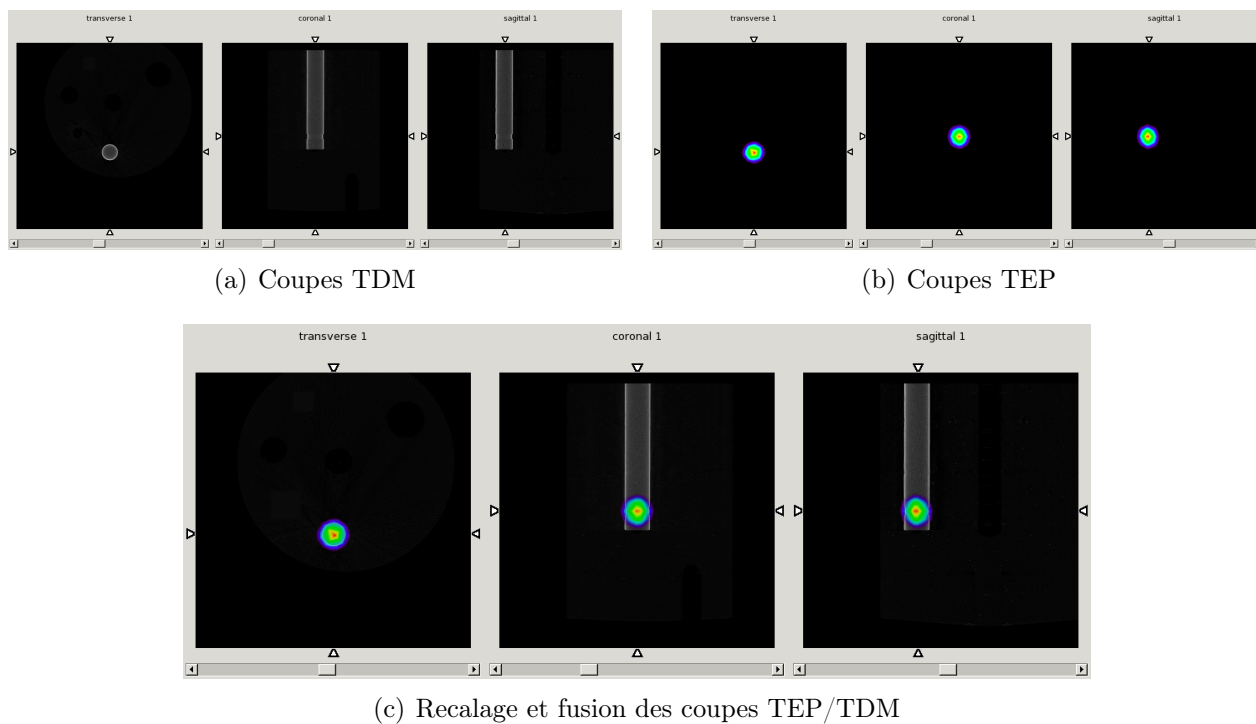 transverse 1 coronal 1 sagittal 1
transverse 1 coronal 1 sagittal 1
(a) Coupes TDM
(b) Coupes TEP
transverse 1 coronal 1 sagittal 1
(c) Recalage et fusion des coupes TEP/TDM